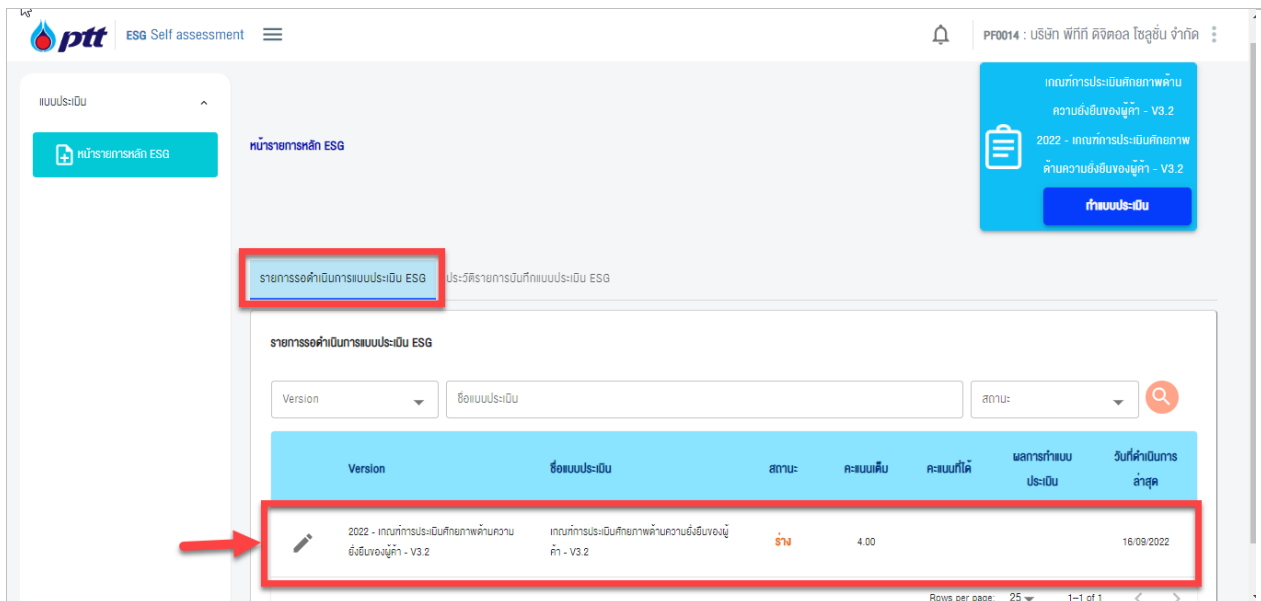 ptt ESG Self assessment PF0014 : บริษัท พีทีที ดิจิตอล โซลูชั่น จำกัด
เกณฑ์การประเมินศักยภาพด้าน
ความยั่งยืนของผู้ค้า - V3.2
2022 - เกณฑ์การประเมินศักยภาพ
ด้านความยั่งยืนของผู้ค้า - V3.2
ทำแบบประเมิน
แบบประเมิน
หน้ารายการหลัก ESG
หน้ารายการหลัก ESG
รายการรอดำเนินการแบบประเมิน ESG ประวัติรายการบันทึกแบบประเมิน ESG
รายการรอดำเนินการแบบประเมิน ESG
Version ชื่อแบบประเมิน สถานะ
Version ชื่อแบบประเมิน สถานะ คะแนนเต็ม คะแนนที่ได้ ผลการทำแบบ วันที่ดำเนินการ
ประเมิน ล่าสุด
2022 - เกณฑ์การประเมินศักยภาพด้านความ เกณฑ์การประเมินศักยภาพด้านความยั่งยืนของผู้
ยั่งยืนของผู้ค้า - V3.2 ค้า - V3.2 ร่าง 4.00 16/09/2022
Rows per page: 25 1–1 of 1